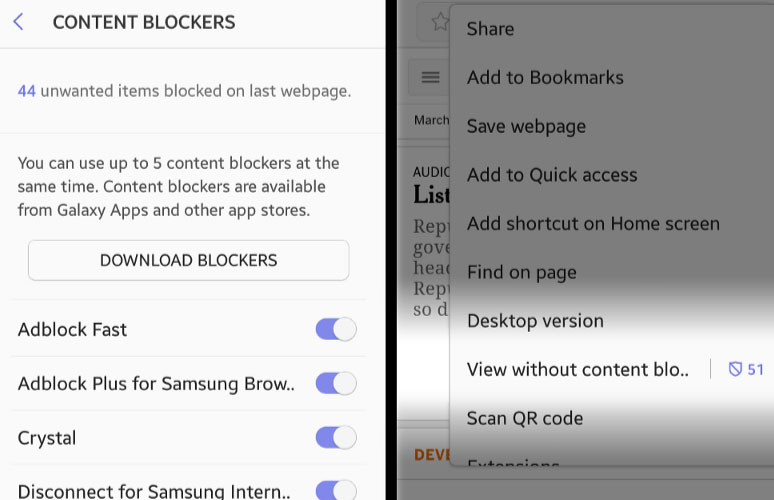 CONTENT BLOCKERS
44 unwanted items blocked on last webpage.
You can use up to 5 content blockers at the
same time. Content blockers are available
from Galaxy Apps and other app stores.
DOWNLOAD BLOCKERS
Adblock Fast
Adblock Plus for Samsung Brow..
Crystal
Disconnect for Samsung Intern..
March
AUDIO
List
Repu
gove
head
Repu
so d
DEVE
Share
Add to Bookmarks
Save webpage
Add to Quick access
Add shortcut on Home screen
Find on page
Desktop version
View without content blo.. 51
Scan QR code
Extensions